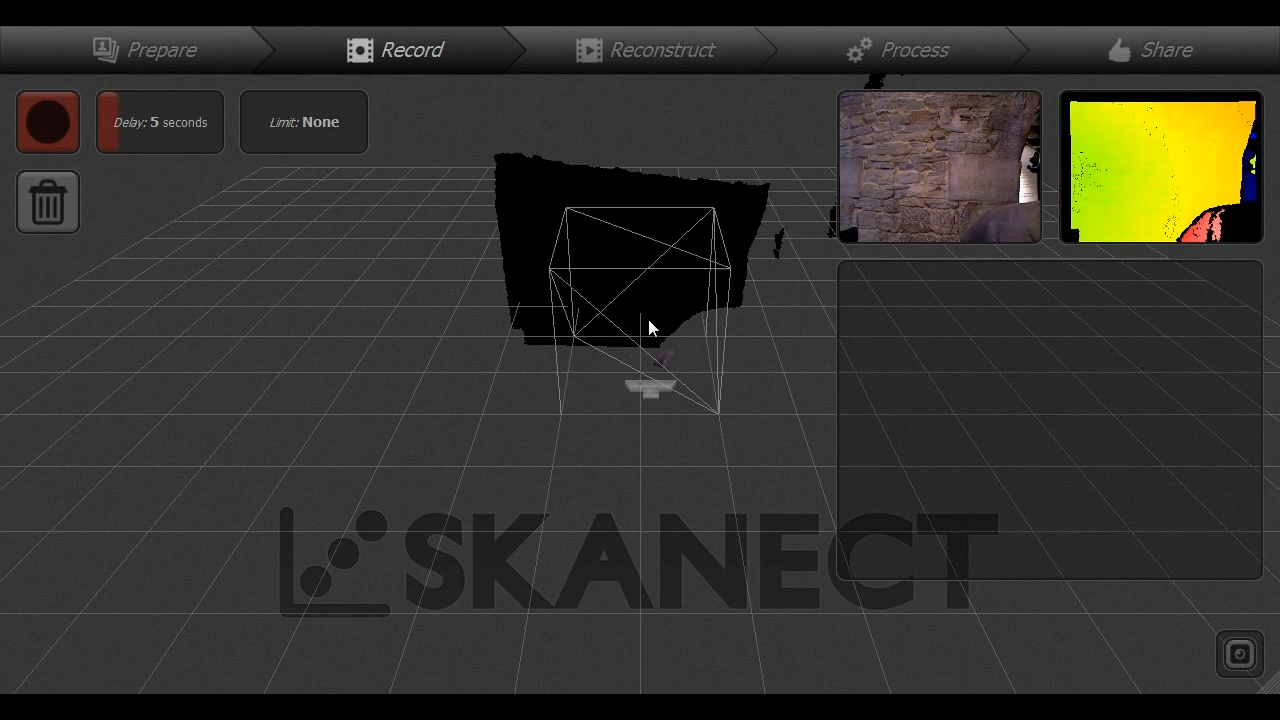 Prepare
Record
Reconstruct
Process
Share
Delay: 5 seconds
Limit: None
SKANECT